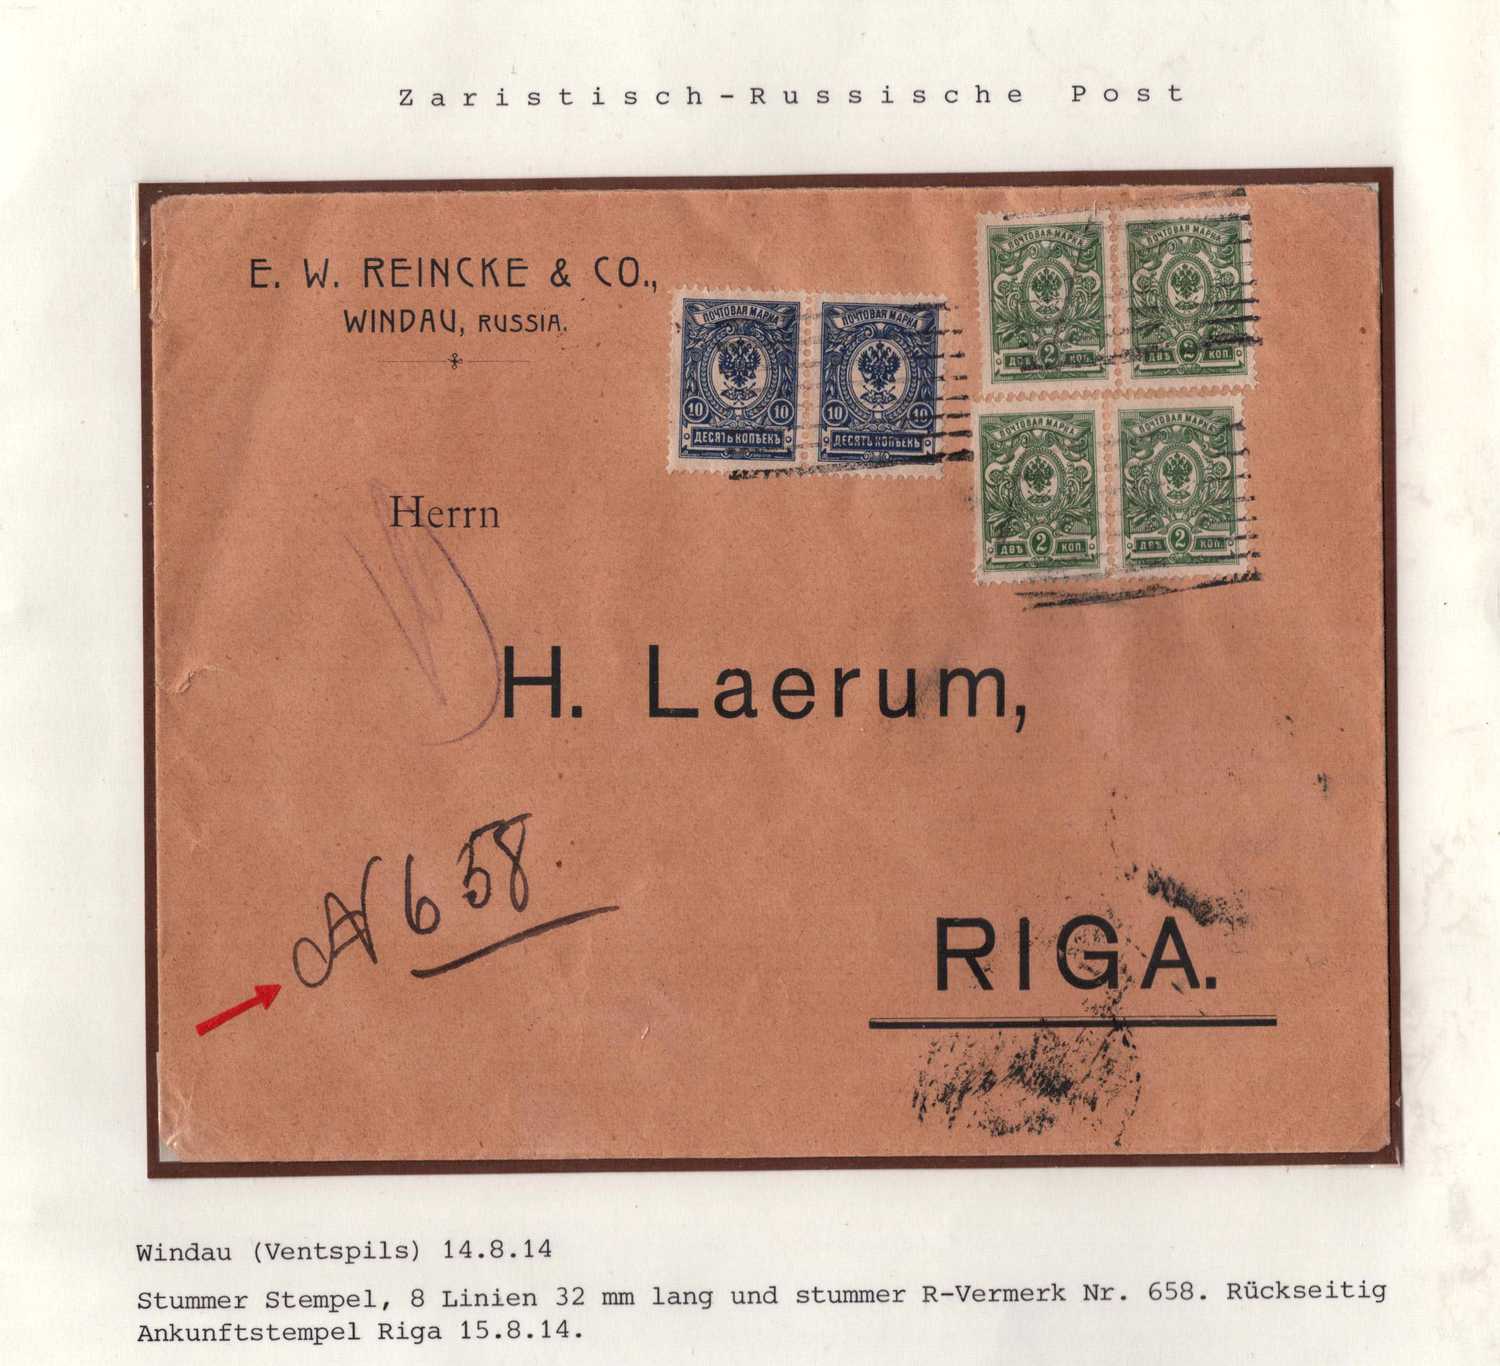 Zaristisch-Russische Post
E. W. REINCKE & CO.,
WINDAU, RUSSIA.
ПОЧТОВАЯ МАРКА
10 10
ДЕСЯТЬ КОПѢЕКЪ
ПОЧТОВАЯ МАРКА
10 10
ДЕСЯТЬ КОПѢЕКЪ
ПОЧТОВАЯ МАРКА
ДВѢ 2 КОП.
ПОЧТОВАЯ МАРКА
ДВѢ 2 КОП.
ПОЧТОВАЯ МАРКА
ДВѢ 2 КОП.
ПОЧТОВАЯ МАРКА
ДВѢ 2 КОП.
Herrn
H. Laerum,
N 658.
RIGA.
Windau (Ventspils) 14.8.14
Stummer Stempel, 8 Linien 32 mm lang und stummer R-Vermerk Nr. 658. Rückseitig
Ankunftstempel Riga 15.8.14.